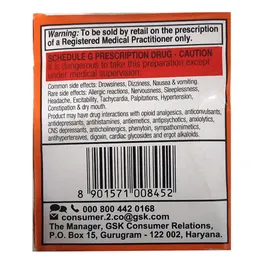 Warning: To be sold by retail on the prescription
of a Registered Medical Practitioner only.
SCHEDULE G PRESCRIPTION DRUG - CAUTION
It is dangerous to take this preparation except
under medical supervision
Common side effects: Drowsiness, Dizziness, Nausea & vomiting.
Rare side effects: Allergic reactions, Nervousness, Sleeplessness,
Headache, Excitability, Tachycardia, Palpitations, Hypertension,
Constipation & dry mouth.
Product may have drug interactions with opioid analgesics, anticonvulsants,
antidepressants, antihistamines, antiemetics, antipsychotics, anxiolytics,
CNS depressants, anticholinergics, phenytoin, sympathomimetics,
antihypertensives, warfarin, cardiac glycosides, ergot alkaloids.
8 901571 008452
000 800 442 0168
consumer.2.co@gsk.com
The Manager, GSK Consumer Relations,
P.O. Box 15, Gurugram - 122 002, Haryana.